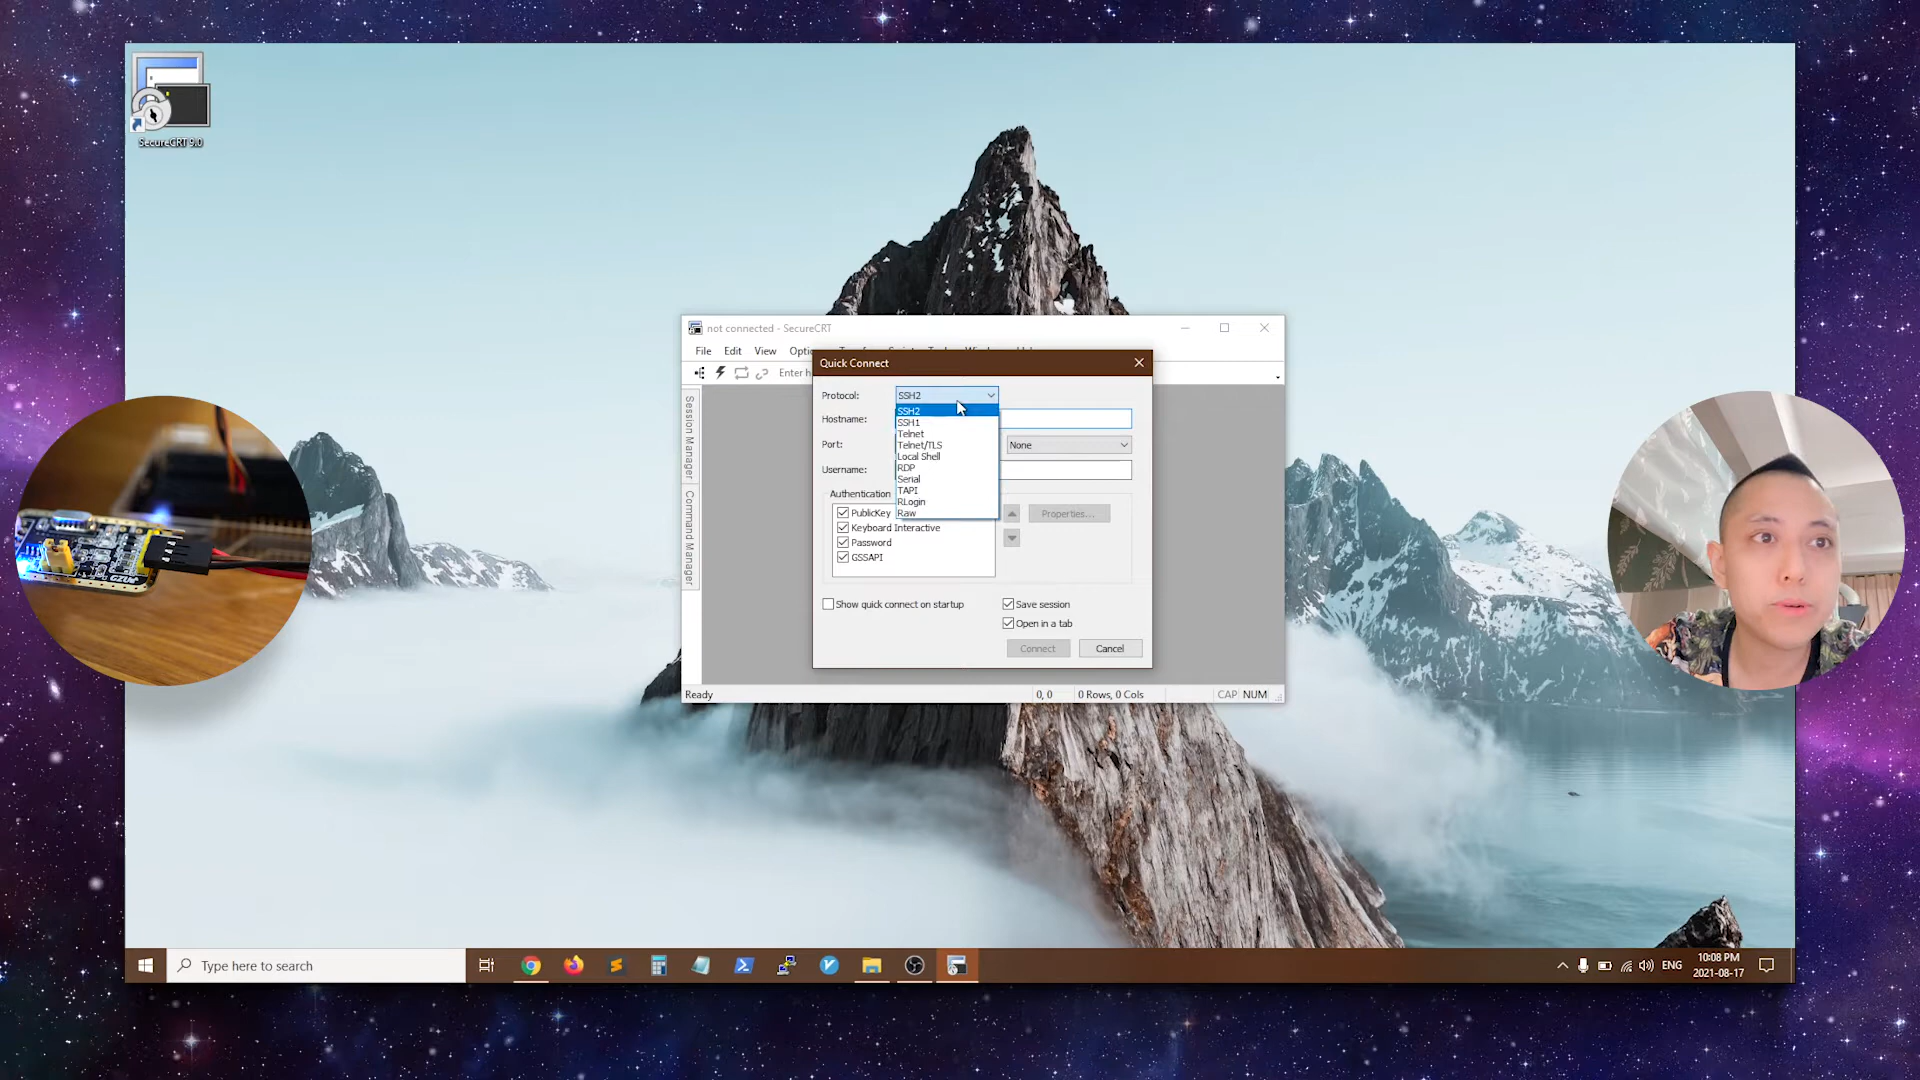 SecureCRT 9.0
not connected - SecureCRT
File Edit View
Quick Connect
Session Manager
Command Manager
Protocol: SSH2
SSH2
SSH1
Telnet
Telnet/TLS
Local Shell
RDP
Serial
TAPI
RLogin
Raw
Hostname:
Port: None
Username:
Authentication
PublicKey
Keyboard Interactive
Password
GSSAPI
Properties...
Show quick connect on startup
Save session
Open in a tab
Connect Cancel
Ready 0, 0 0 Rows, 0 Cols CAP NUM
Type here to search
ENG
10:08 PM
2021-08-17